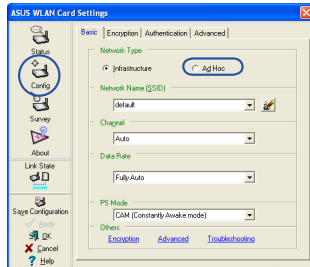 ASUS WLAN Card Settings
Status
Config
Survey
About
Link State
Save Configuration
Apply
OK
Cancel
Help
Basic Encryption Authentication Advanced
Network Type
Infrastructure Ad Hoc
Network Name (SSID)
default
Channel
Auto
Data Rate
Fully Auto
PS Mode
CAM (Constantly Awake mode)
Others
Encryption Advanced Troubleshooting